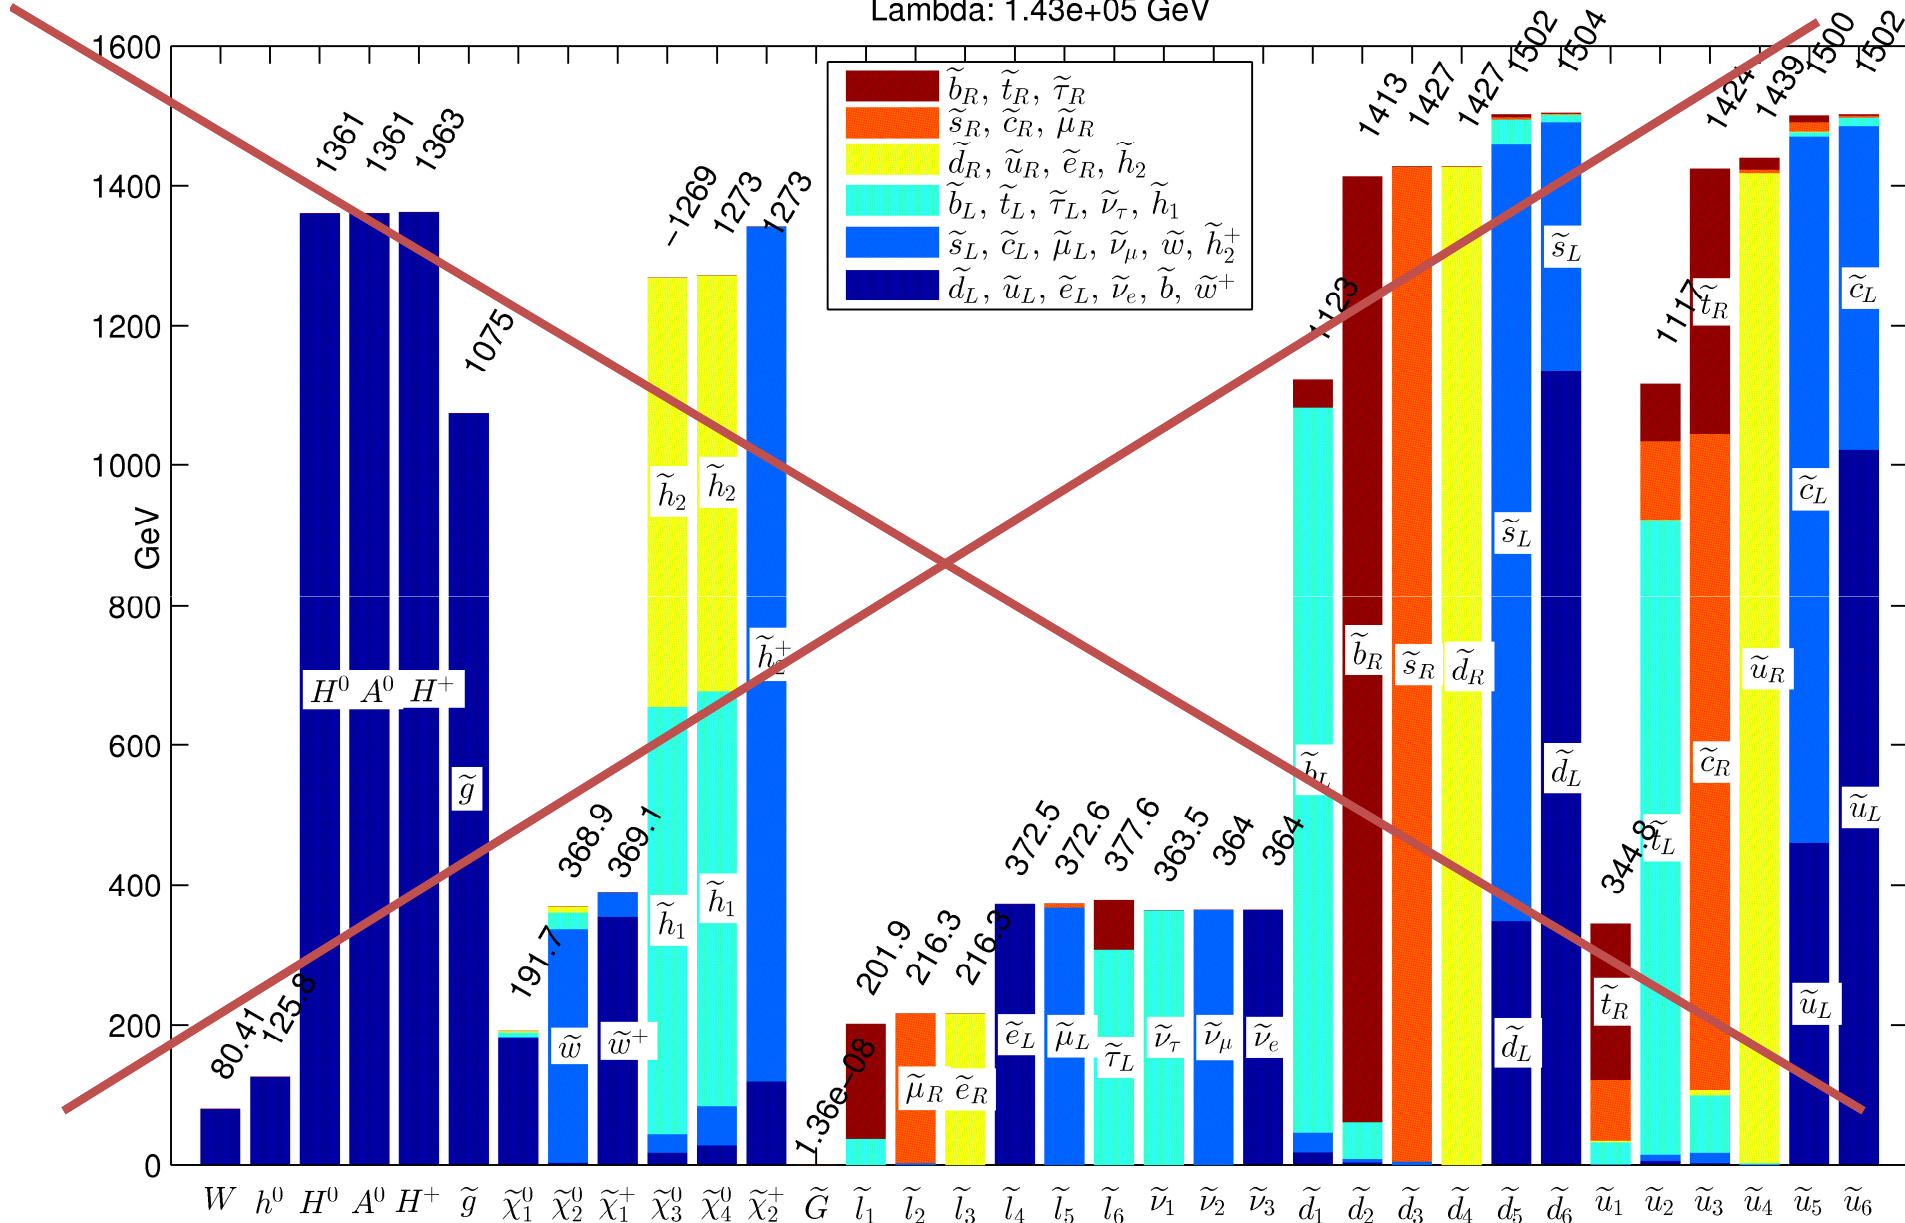 Lambda: 1.43e+05 GeV
1600
1400
1200
1000
800
600
400
200
0
GeV
b̃_R, t̃_R, τ̃_R
s̃_R, c̃_R, μ̃_R
d̃_R, ũ_R, ẽ_R, h̃_2
b̃_L, t̃_L, τ̃_L, ν̃_τ, h̃_1
s̃_L, c̃_L, μ̃_L, ν̃_μ, w̃, h̃_2^+
d̃_L, ũ_L, ẽ_L, ν̃_e, b̃, w̃^+
80.41
125.8
1361
1361
1363
1075
191.7
368.9
369.1
−1269
1273
1273
1.36e−08
201.9
216.3
216.3
372.5
372.6
377.6
363.5
364
364
1123
1413
1427
1427
1502
1504
344.8
1117
1424
1439
1500
1502
H^0
A^0
H^+
g̃
w̃
w̃^+
h̃_2
h̃_1
h̃_2
h̃_1
h̃_2^+
μ̃_R
ẽ_R
ẽ_L
μ̃_L
τ̃_L
ν̃_τ
ν̃_μ
ν̃_e
b̃_L
b̃_R
s̃_R
d̃_R
s̃_L
d̃_L
s̃_L
d̃_L
t̃_R
t̃_L
t̃_R
c̃_R
ũ_R
c̃_L
ũ_L
c̃_L
ũ_L
W h^0 H^0 A^0 H^+ g̃ χ̃_1^0 χ̃_2^0 χ̃_1^+ χ̃_3^0 χ̃_4^0 χ̃_2^+ G̃ l̃_1 l̃_2 l̃_3 l̃_4 l̃_5 l̃_6 ν̃_1 ν̃_2 ν̃_3 d̃_1 d̃_2 d̃_3 d̃_4 d̃_5 d̃_6 ũ_1 ũ_2 ũ_3 ũ_4 ũ_5 ũ_6